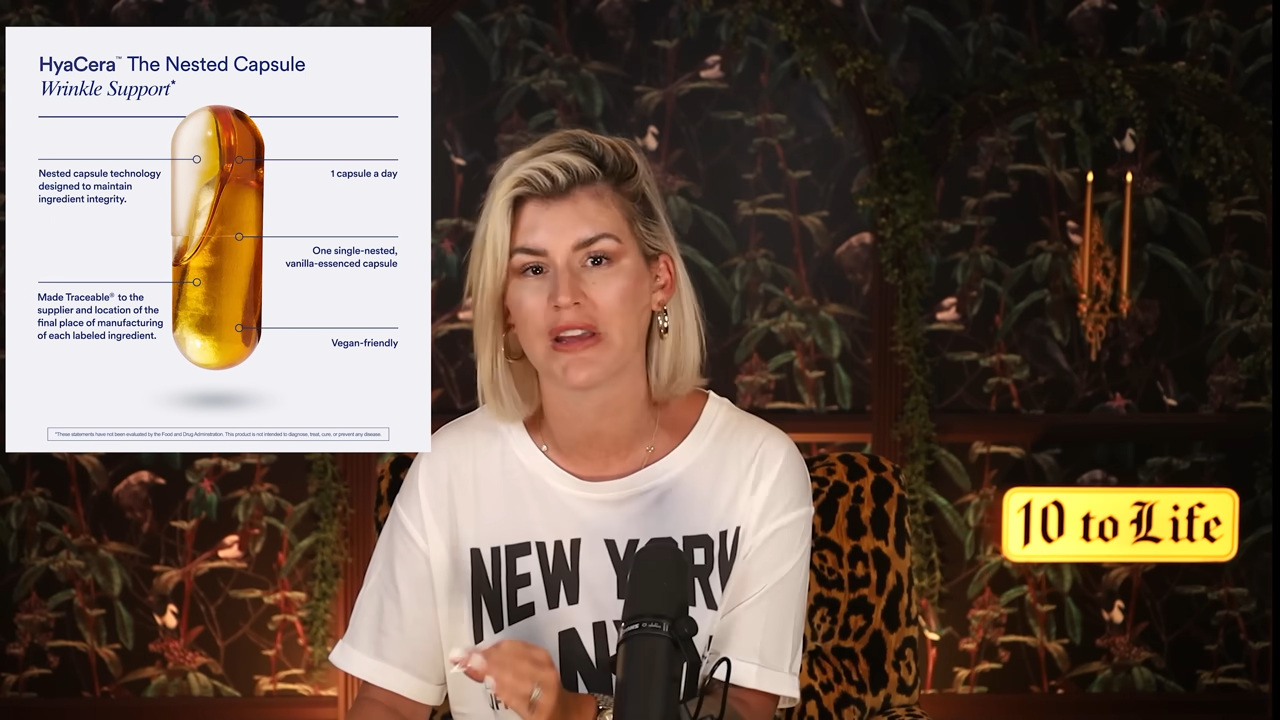 HyaCera™ The Nested Capsule
Wrinkle Support*
Nested capsule technology
designed to maintain
ingredient integrity.
1 capsule a day
One single-nested,
vanilla-essenced capsule
Made Traceable® to the
supplier and location of the
final place of manufacturing
of each labeled ingredient.
Vegan-friendly
*These statements have not been evaluated by the Food and Drug Administration. This product is not intended to diagnose, treat, cure, or prevent any disease.
10 to Life
NEW YORK